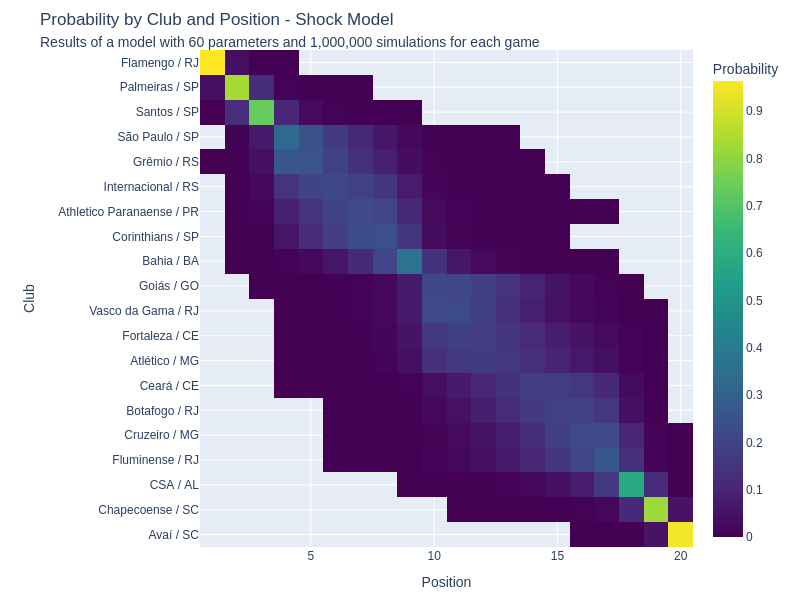 Probability by Club and Position - Shock Model
Results of a model with 60 parameters and 1,000,000 simulations for each game
Probability
Flamengo / RJ
Palmeiras / SP
Santos / SP
São Paulo / SP
Grêmio / RS
Internacional / RS
Athletico Paranaense / PR
Corinthians / SP
Bahia / BA
Goiás / GO
Vasco da Gama / RJ
Fortaleza / CE
Atlético / MG
Ceará / CE
Botafogo / RJ
Cruzeiro / MG
Fluminense / RJ
CSA / AL
Chapecoense / SC
Avaí / SC
Club
5
10
15
20
Position
0.9
0.8
0.7
0.6
0.5
0.4
0.3
0.2
0.1
0